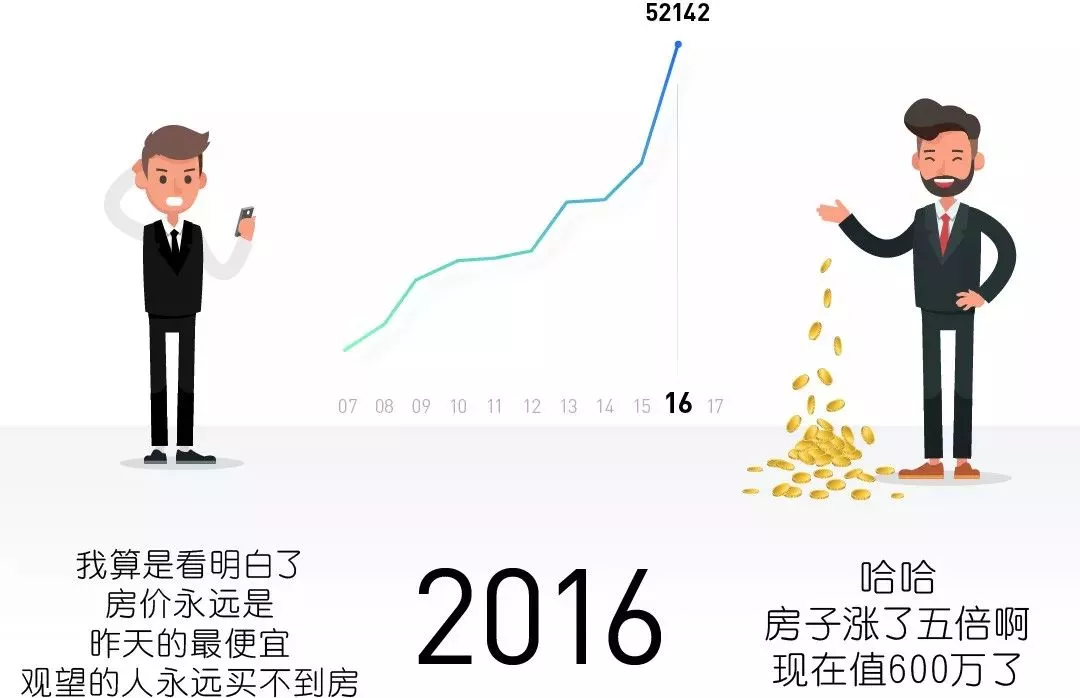 52142
07 08 09 10 11 12 13 14 15 16 17
我算是看明白了
房价永远是
昨天的最便宜
观望的人永远买不到房
2016
哈哈
房子涨了五倍啊
现在值600万了